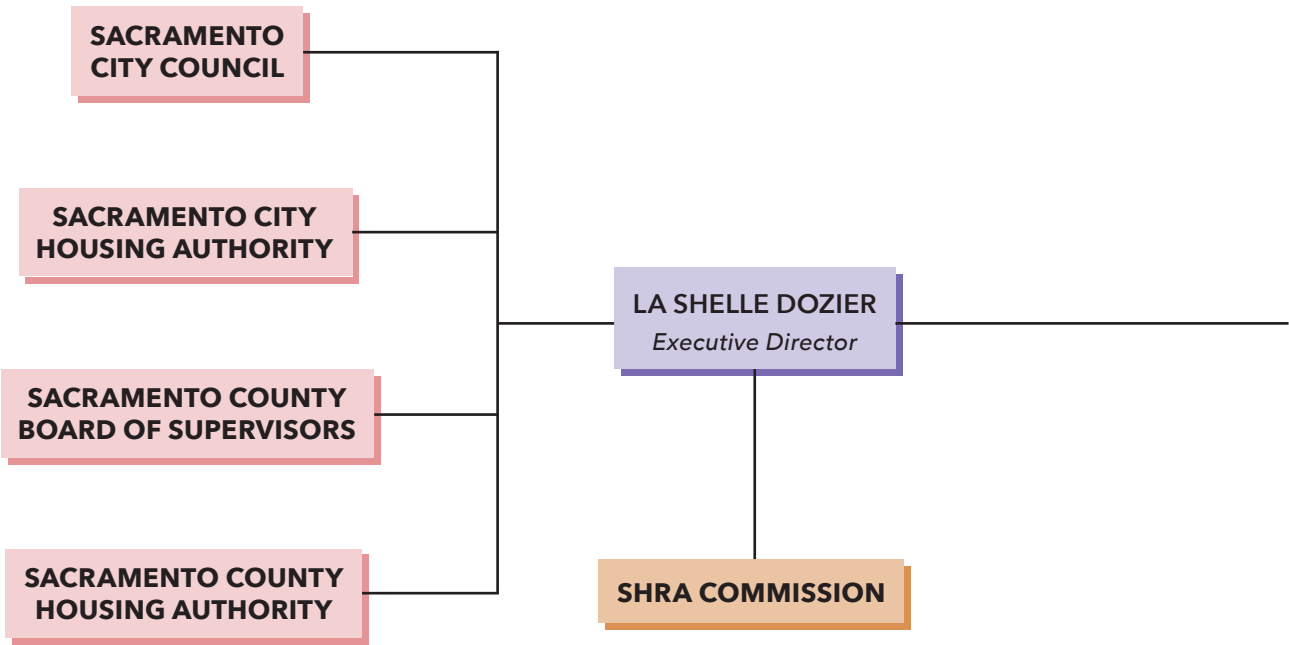 SACRAMENTO
CITY COUNCIL
SACRAMENTO CITY
HOUSING AUTHORITY
SACRAMENTO COUNTY
BOARD OF SUPERVISORS
SACRAMENTO COUNTY
HOUSING AUTHORITY
LA SHELLE DOZIER
Executive Director
SHRA COMMISSION